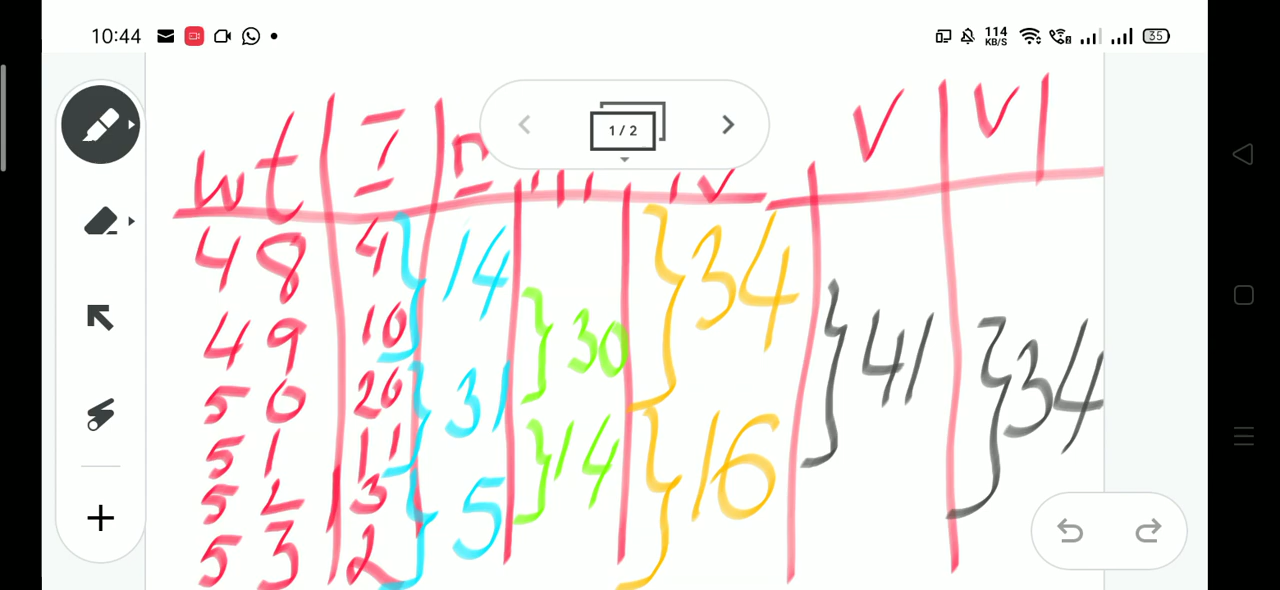 10:44 114 KB/S 35
1 / 2
wt I II III IV V VI
48 4 14 34
49 10 30 41
50 20 31 34
51 11 14 16
52 3 5
53 2